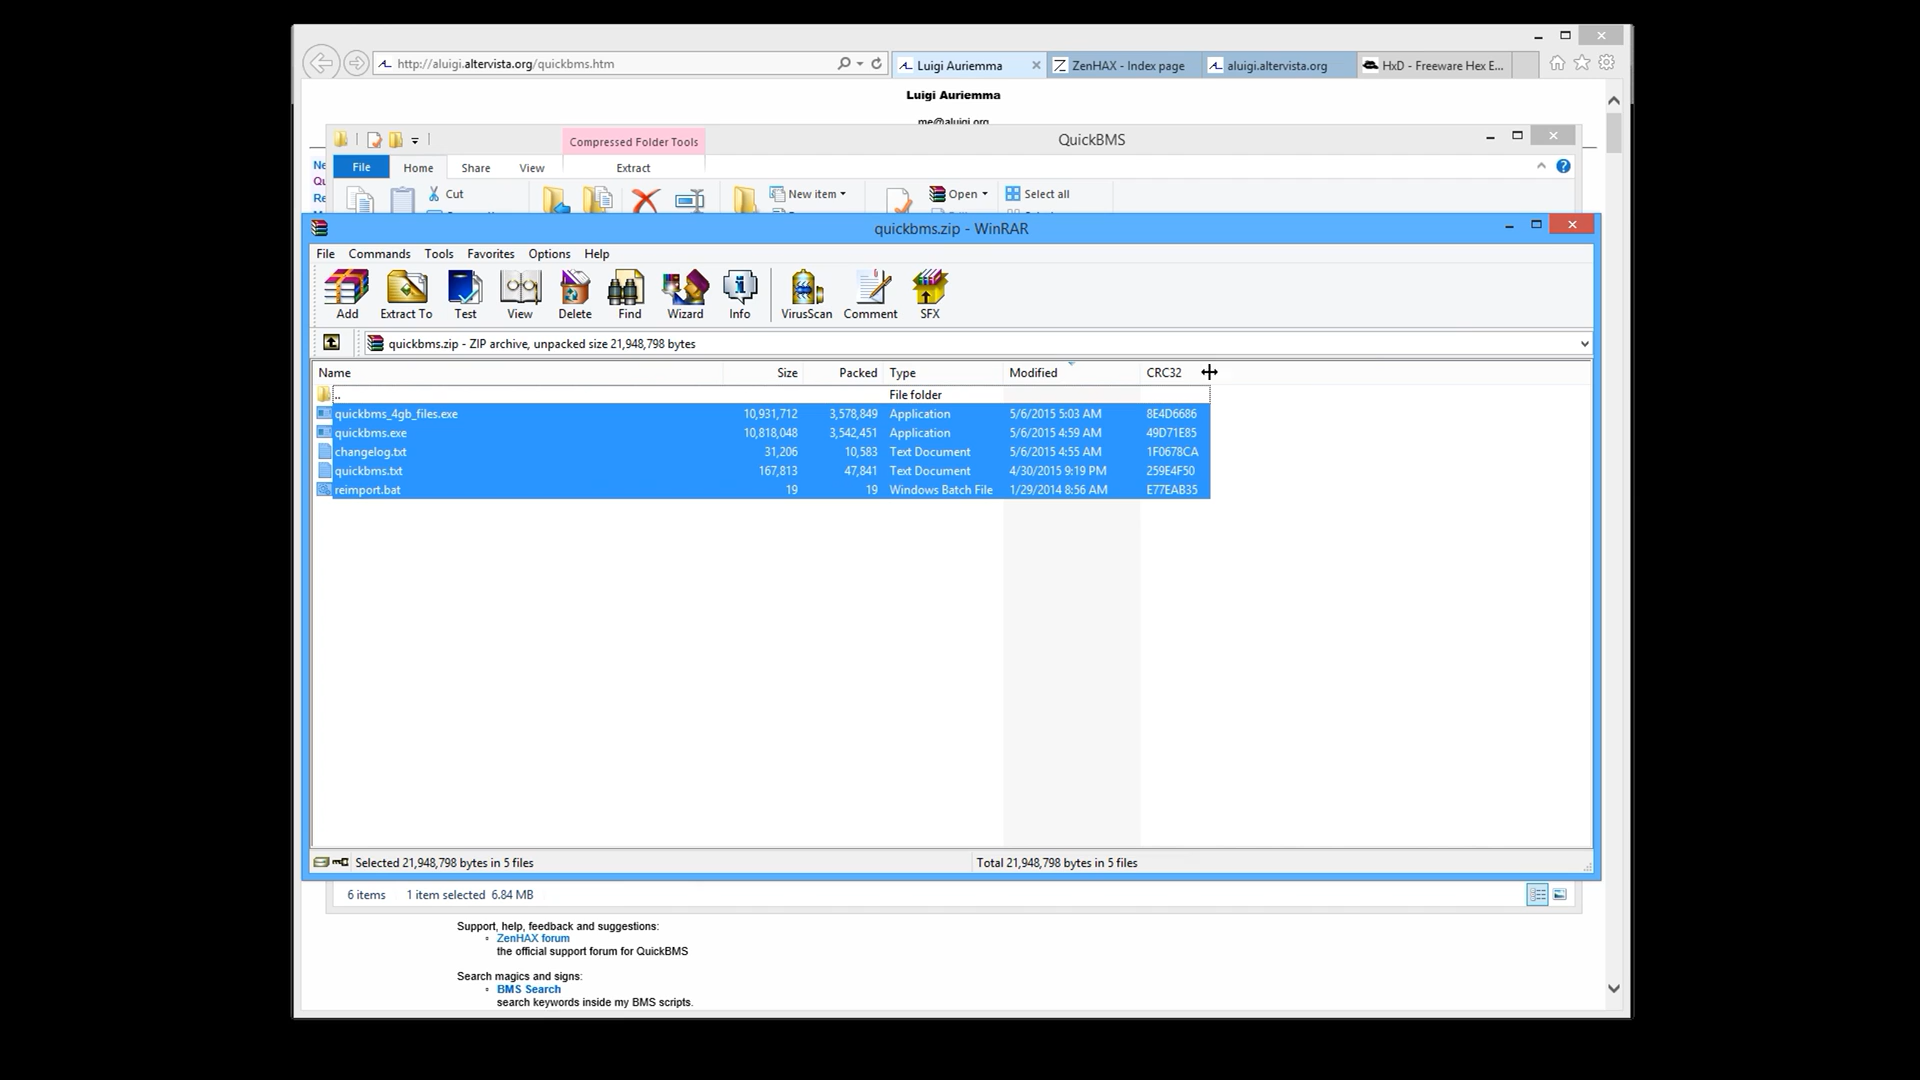 http://aluigi.altervista.org/quickbms.htm
Luigi Auriemma
ZenHAX - Index page
aluigi.altervista.org
HxD - Freeware Hex E...
Luigi Auriemma
me@aluigi.org
Compressed Folder Tools
QuickBMS
Ne
File
Home
Share
View
Extract
Qu
Re
Cut
New item
Open
Select all
quickbms.zip - WinRAR
File Commands Tools Favorites Options Help
Add Extract To Test View Delete Find Wizard Info VirusScan Comment SFX
quickbms.zip - ZIP archive, unpacked size 21,948,798 bytes
Name Size Packed Type Modified CRC32
.. File folder
quickbms_4gb_files.exe 10,931,712 3,578,849 Application 5/6/2015 5:03 AM 8E4D6686
quickbms.exe 10,818,048 3,542,451 Application 5/6/2015 4:59 AM 49D71E85
changelog.txt 31,206 10,583 Text Document 5/6/2015 4:55 AM 1F0678CA
quickbms.txt 167,813 47,841 Text Document 4/30/2015 9:19 PM 259E4F50
reimport.bat 19 19 Windows Batch File 1/29/2014 8:56 AM E77EAB35
Selected 21,948,798 bytes in 5 files
Total 21,948,798 bytes in 5 files
6 items 1 item selected 6.84 MB
Support, help, feedback and suggestions:
ZenHAX forum
the official support forum for QuickBMS
Search magics and signs:
BMS Search
search keywords inside my BMS scripts.